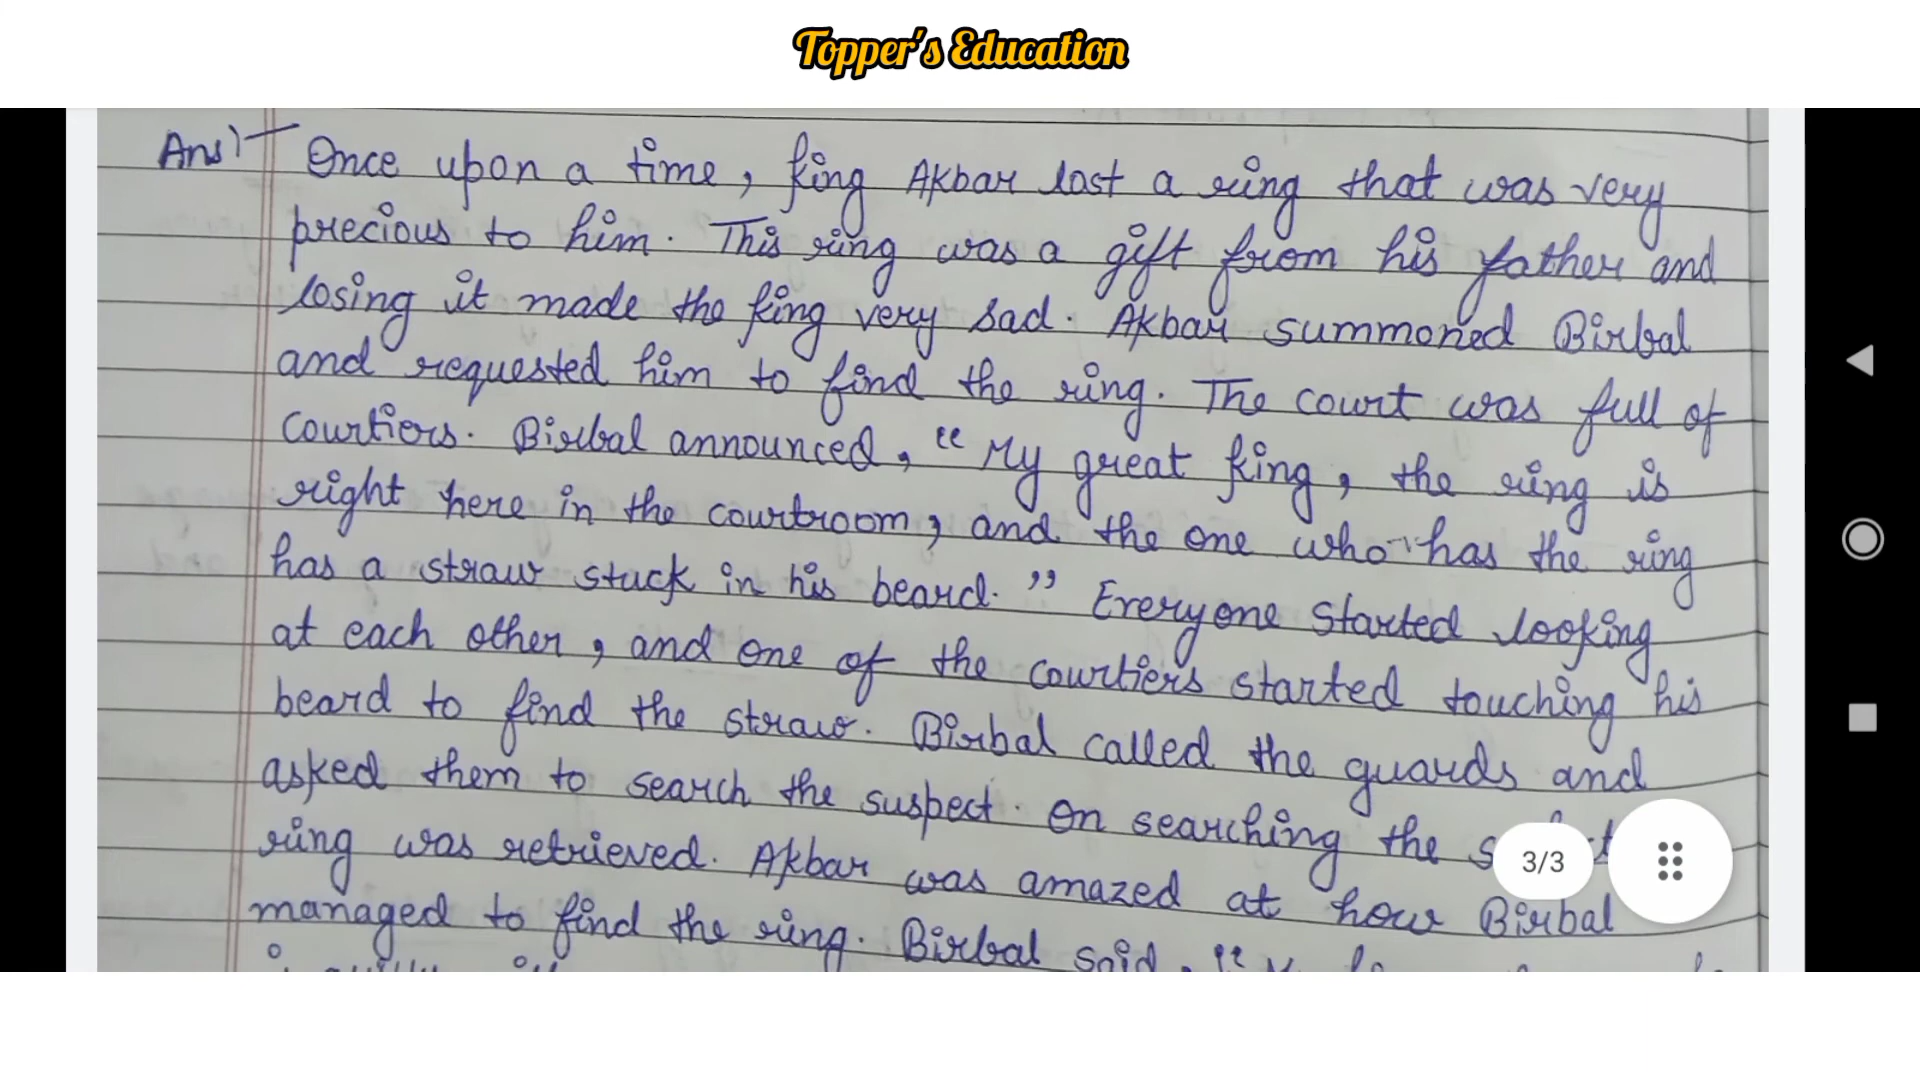 Topper's Education
Ans:- Once upon a time, king Akbar lost a ring that was very
precious to him. This ring was a gift from his father and
losing it made the king very sad. Akbar summoned Birbal
and requested him to find the ring. The court was full of
courtiers. Birbal announced, "My great king, the ring is
right here in the courtroom, and the one who has the ring
has a straw stuck in his beard." Everyone started looking
at each other, and one of the courtiers started touching his
beard to find the straw. Birbal called the guards and
asked them to search the suspect. On searching the
ring was retrieved. Akbar was amazed at how Birbal
managed to find the ring. Birbal said, "
3/3